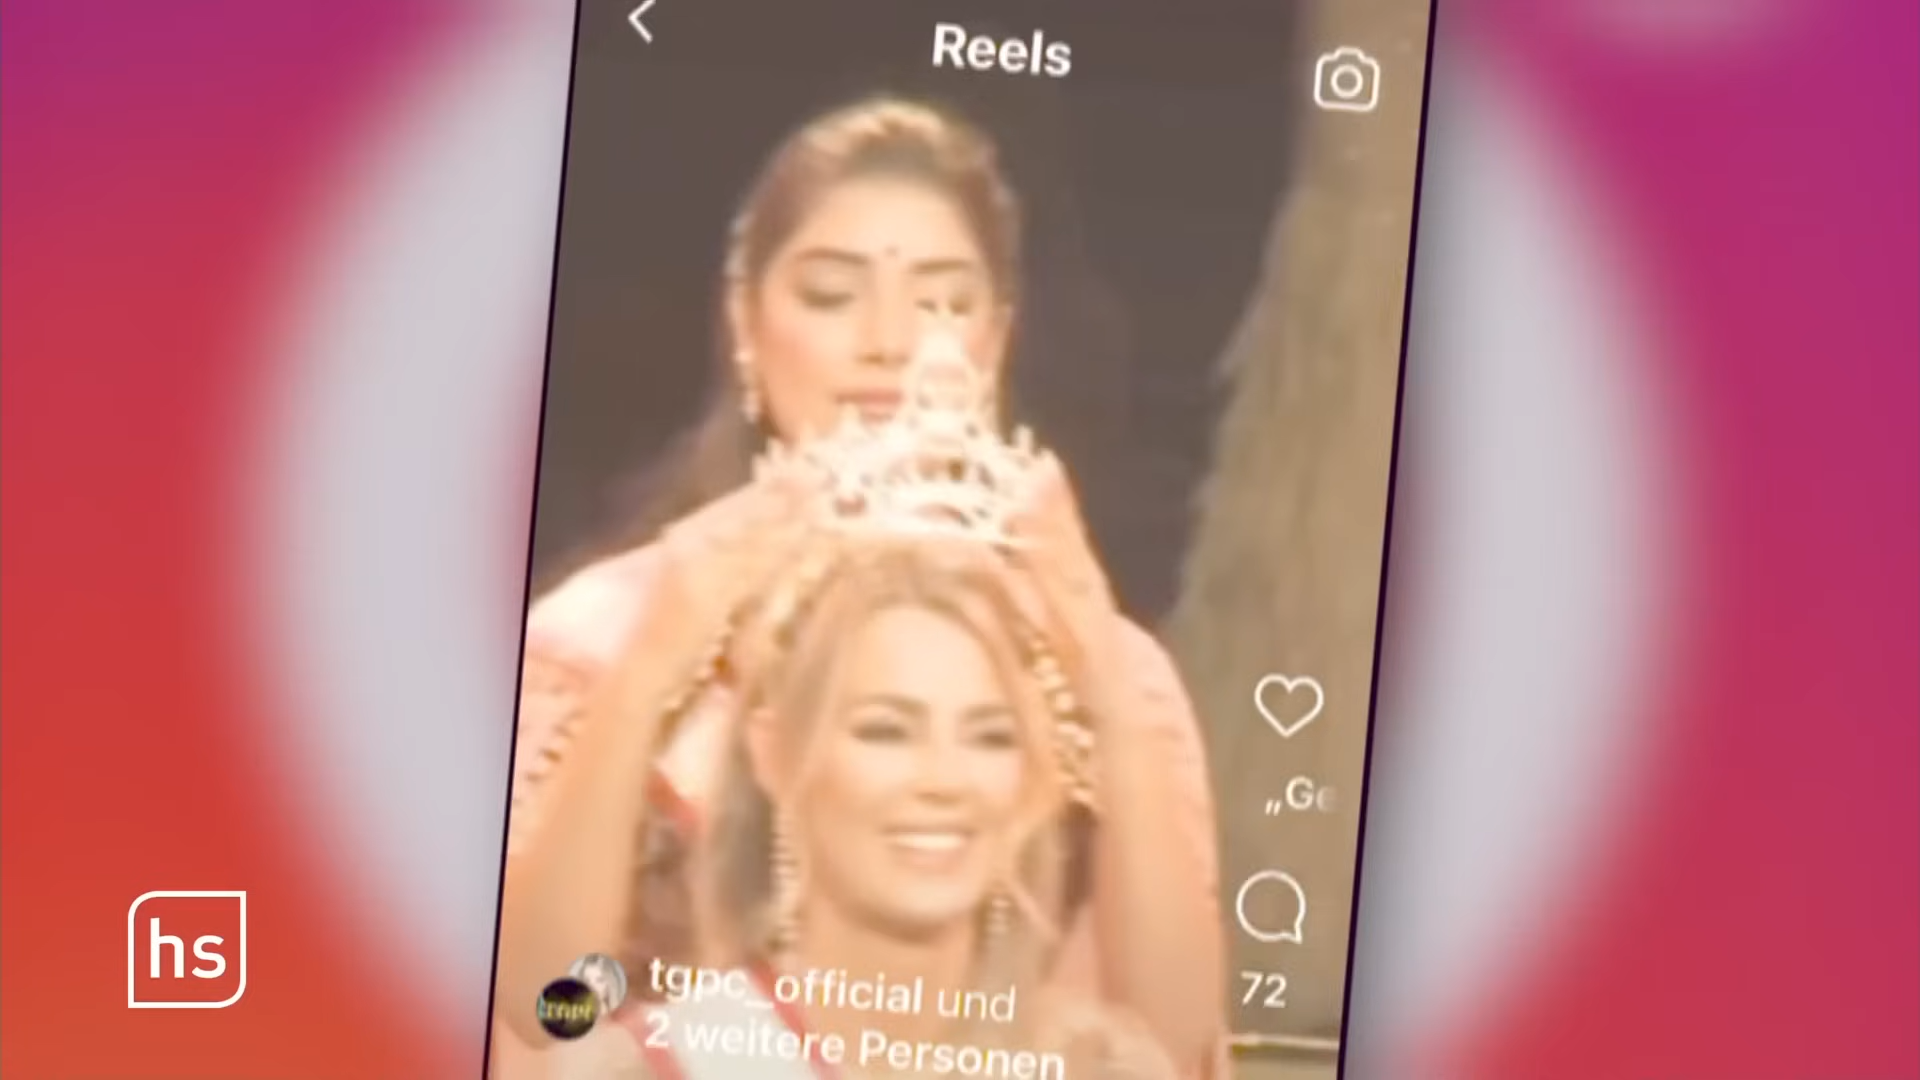 Reels
„Ge
72
tgpc_official und
2 weitere Personen
hs